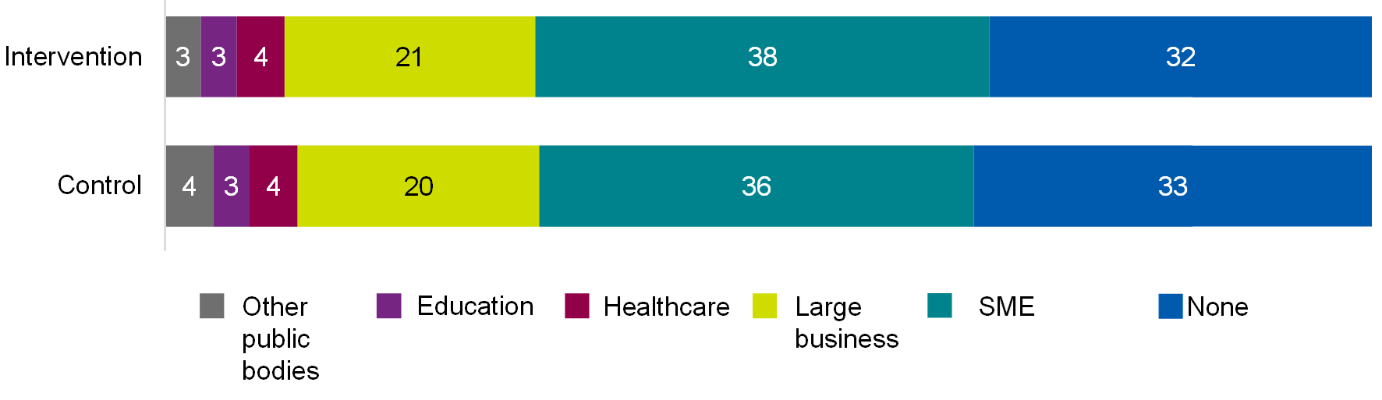 Intervention 3 3 4 21 38 32
Control 4 3 4 20 36 33
Other Education Healthcare Large SME None
public business
bodies